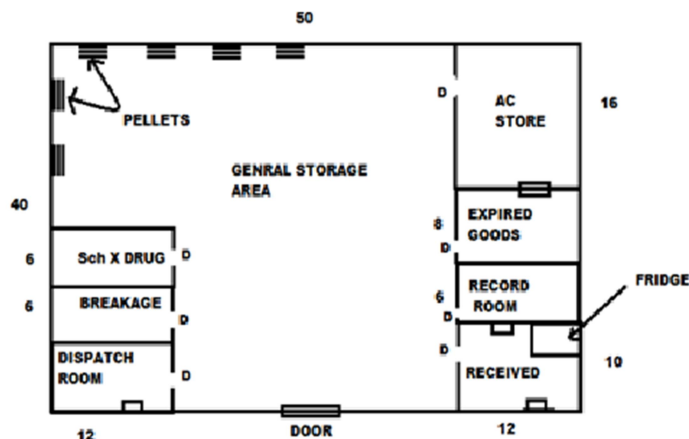 50
D
AC
STORE
16
PELLETS
GENRAL STORAGE
AREA
40
8
EXPIRED
GOODS
D
6
Sch X DRUG
D
6
RECORD
ROOM
FRIDGE
6
BREAKAGE
D
D
DISPATCH
ROOM
D
D
RECEIVED
10
12
DOOR
12